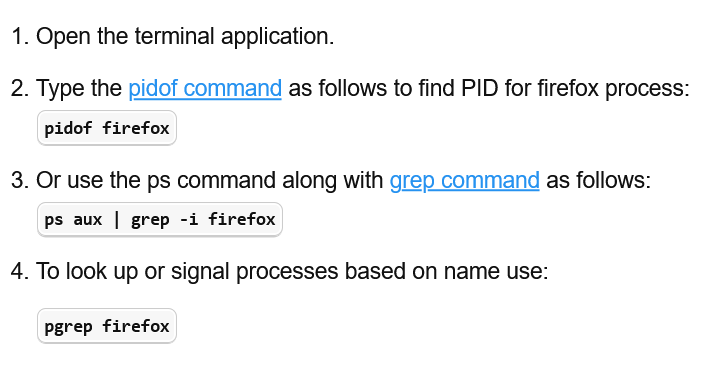 1. Open the terminal application.
2. Type the pidof command as follows to find PID for firefox process:
pidof firefox
3. Or use the ps command along with grep command as follows:
ps aux | grep -i firefox
4. To look up or signal processes based on name use:
pgrep firefox